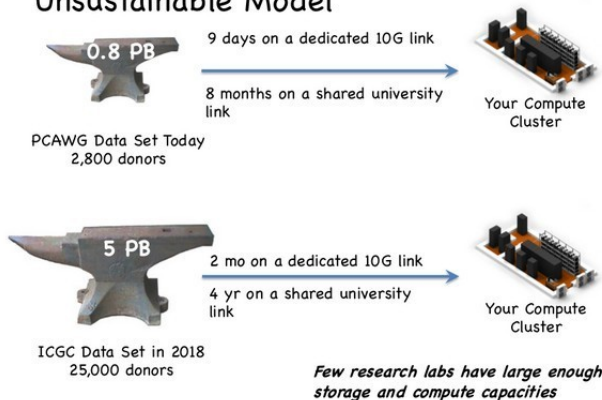 Unsustainable Model
0.8 PB
9 days on a dedicated 10G link
8 months on a shared university
link
Your Compute
Cluster
PCAWG Data Set Today
2,800 donors
5 PB
2 mo on a dedicated 10G link
4 yr on a shared university
link
Your Compute
Cluster
ICGC Data Set in 2018
25,000 donors
Few research labs have large enough
storage and compute capacities